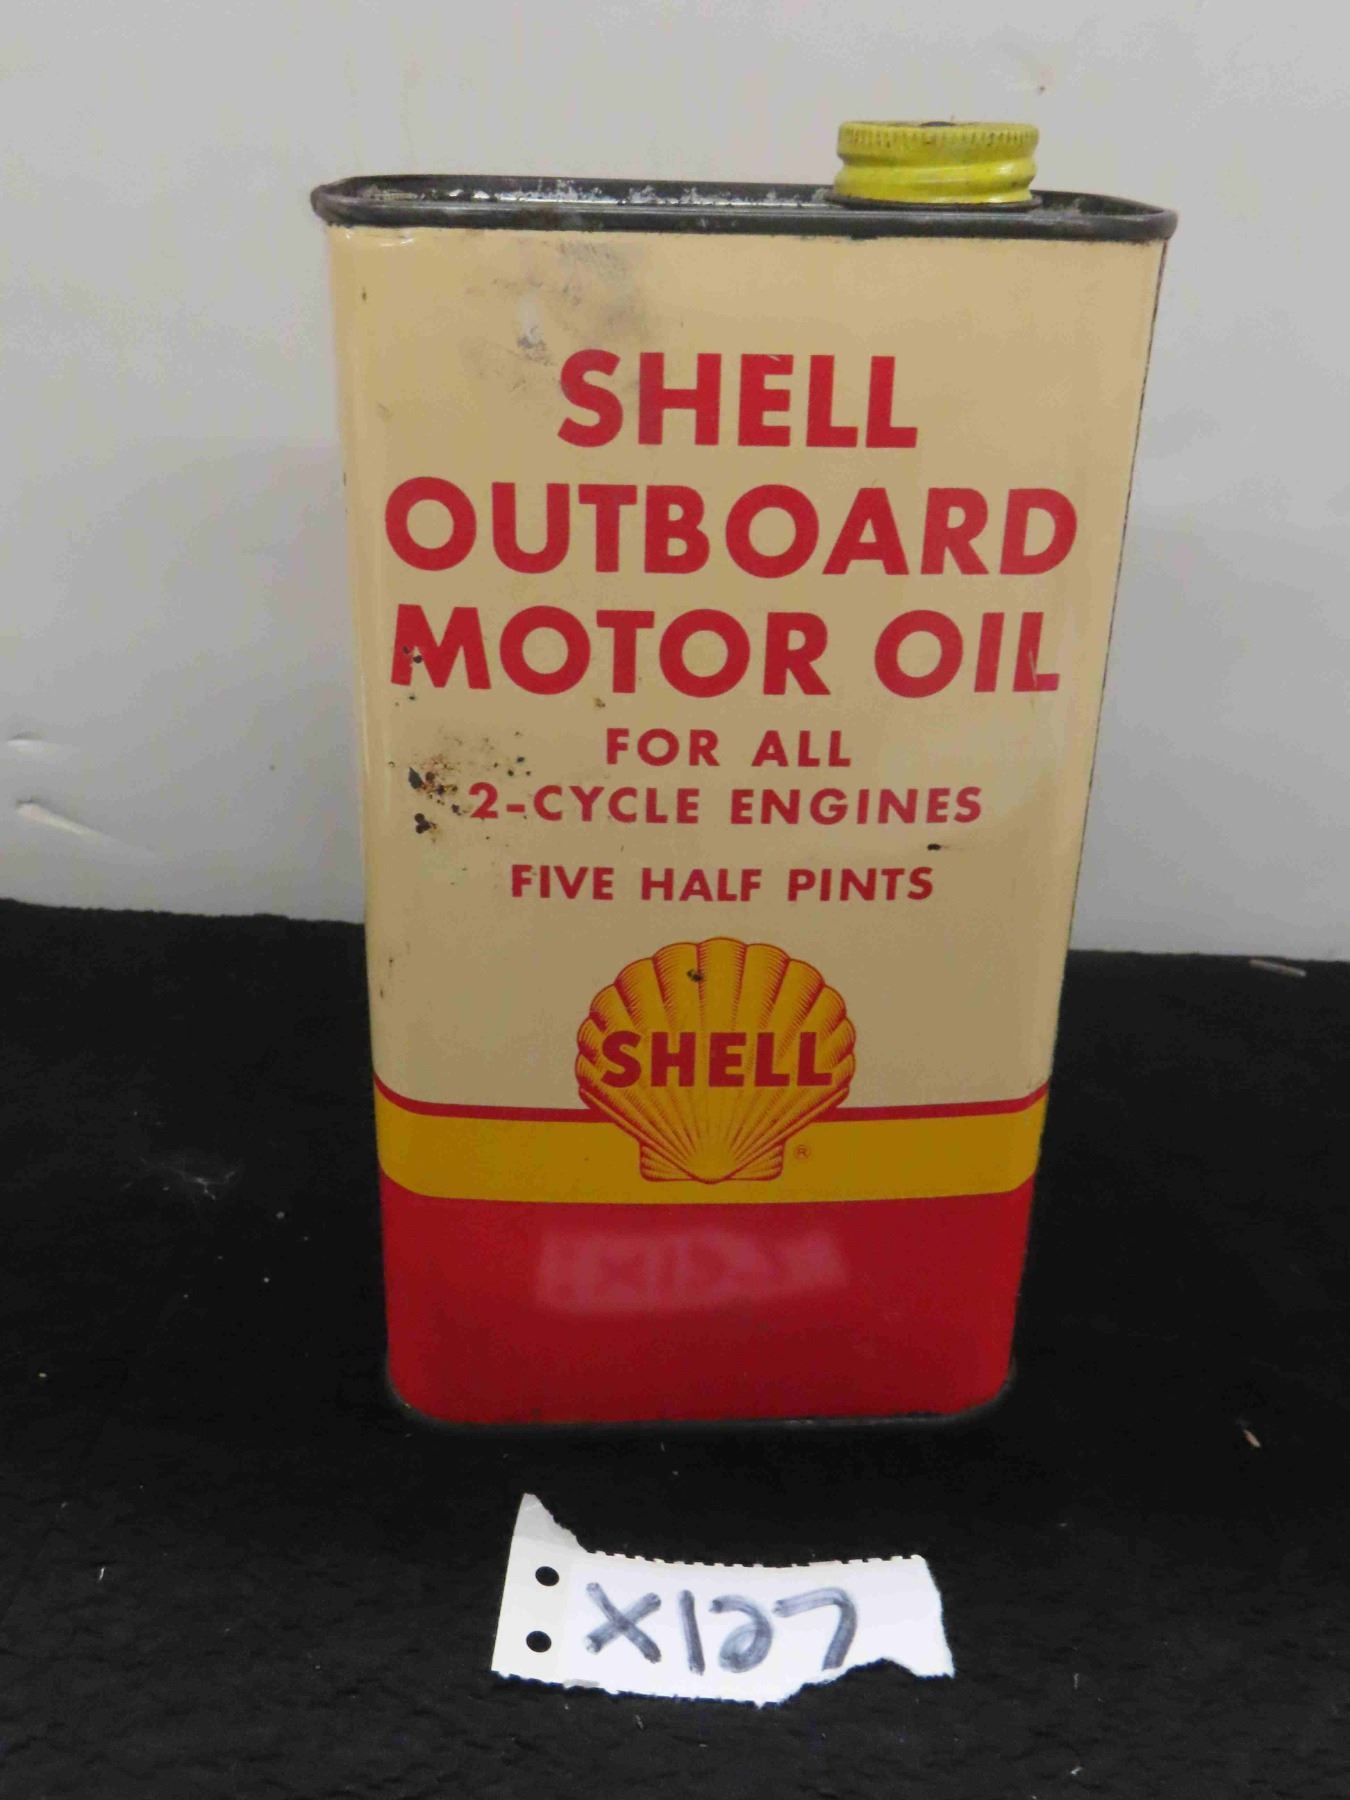 SHELL
OUTBOARD
MOTOR OIL
FOR ALL
2-CYCLE ENGINES
FIVE HALF PINTS
SHELL
®
X127